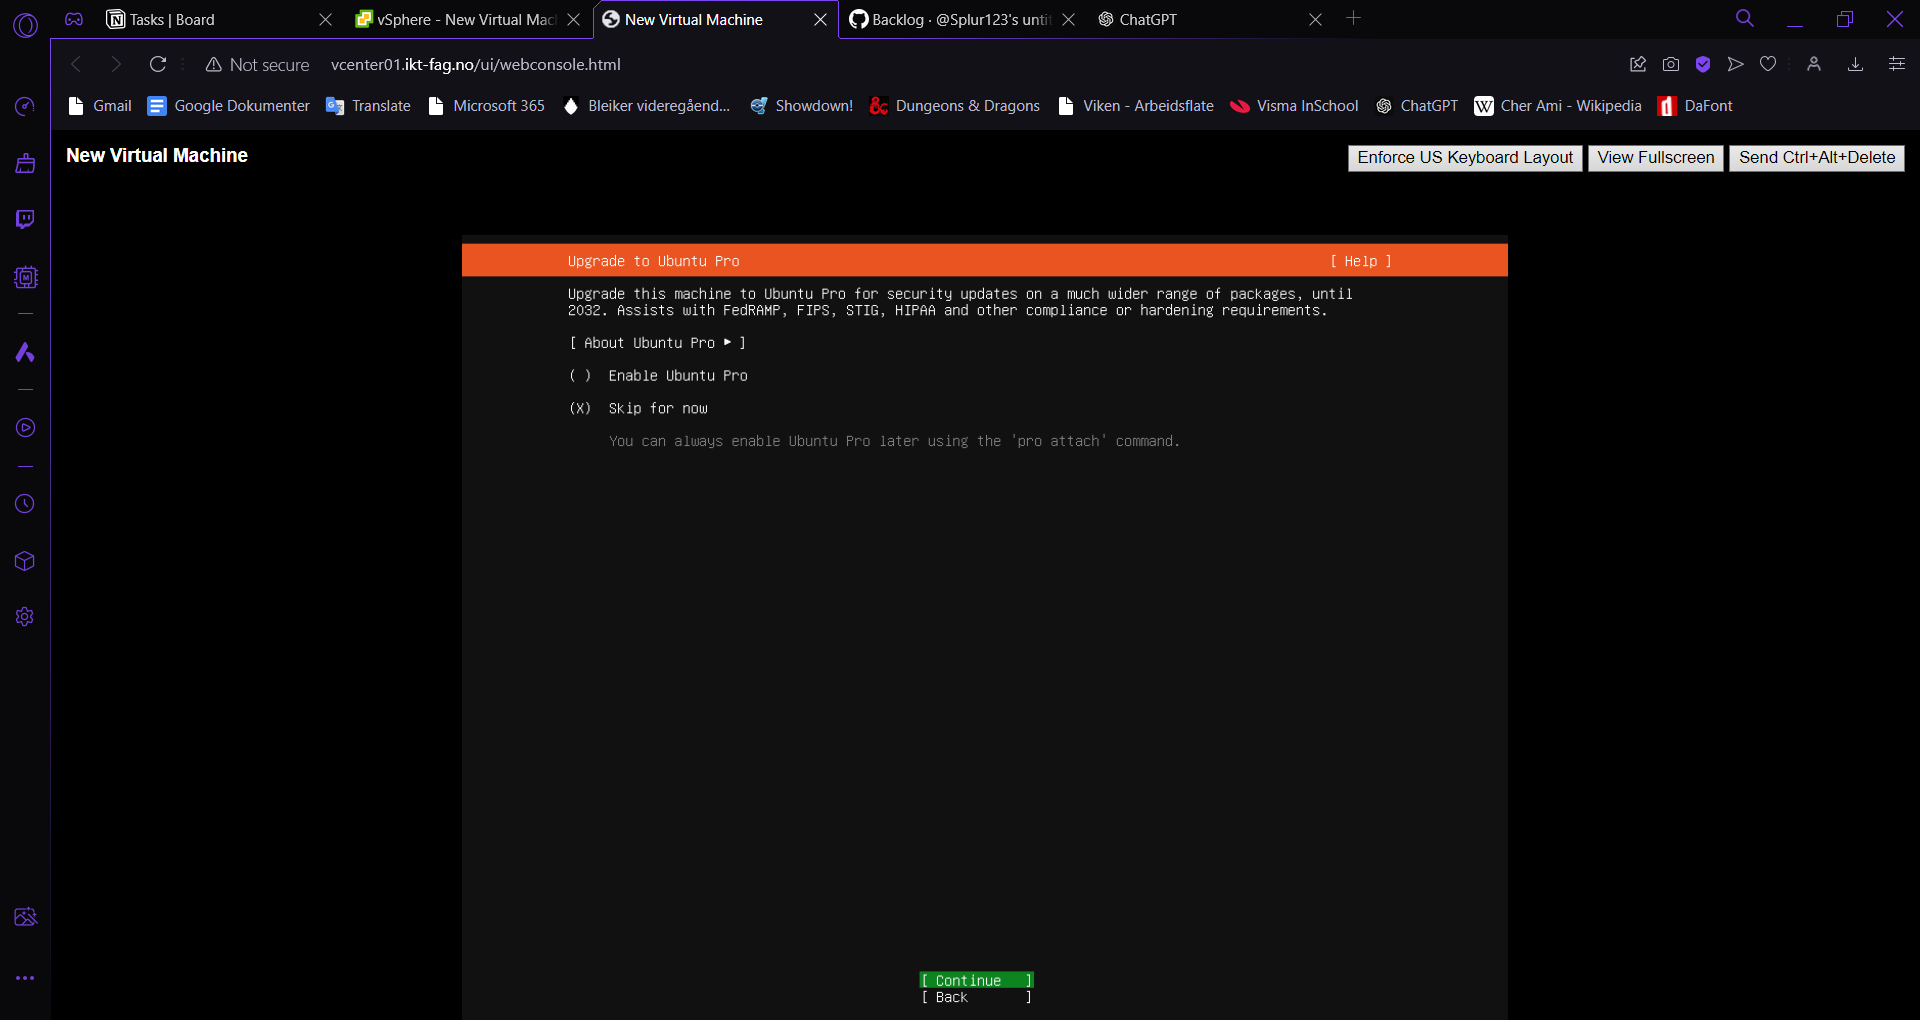 Tasks | Board
vSphere - New Virtual Mac
New Virtual Machine
Backlog · @Splur123's unti
ChatGPT
Not secure
vcenter01.ikt-fag.no/ui/webconsole.html
Gmail
Google Dokumenter
Translate
Microsoft 365
Bleiker videregåend...
Showdown!
Dungeons & Dragons
Viken - Arbeidsflate
Visma InSchool
ChatGPT
Cher Ami - Wikipedia
DaFont
New Virtual Machine
Enforce US Keyboard Layout
View Fullscreen
Send Ctrl+Alt+Delete
Upgrade to Ubuntu Pro
[ Help ]
Upgrade this machine to Ubuntu Pro for security updates on a much wider range of packages, until
2032. Assists with FedRAMP, FIPS, STIG, HIPAA and other compliance or hardening requirements.
[ About Ubuntu Pro ▸ ]
( ) Enable Ubuntu Pro
(X) Skip for now
You can always enable Ubuntu Pro later using the 'pro attach' command.
[ Continue ]
[ Back ]